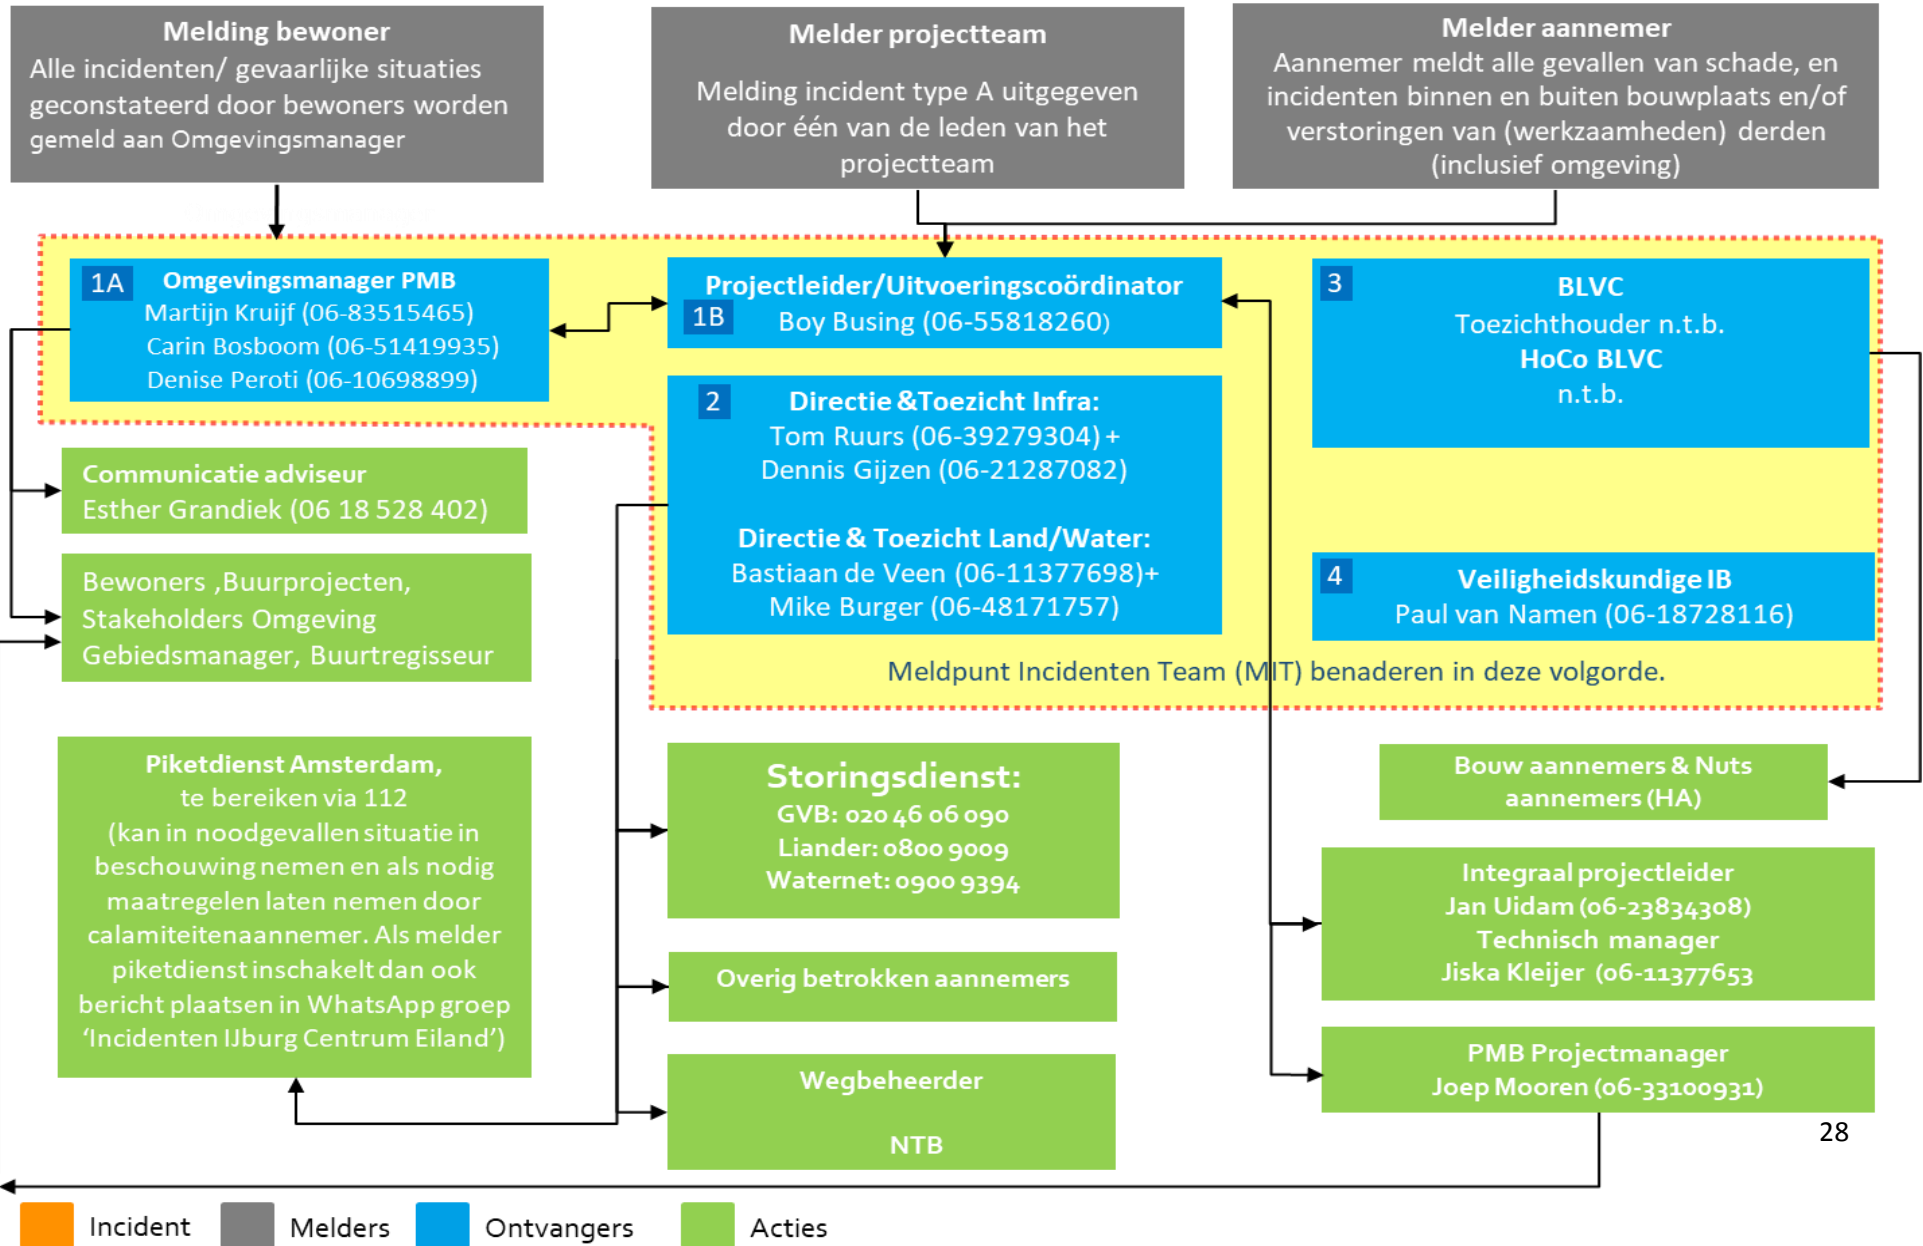 Melding bewoner
Alle incidenten/ gevaarlijke situaties
geconstateerd door bewoners worden
gemeld aan Omgevingsmanager
Melder projectteam
Melding incident type A uitgegeven
door één van de leden van het
projectteam
Melder aannemer
Aannemer meldt alle gevallen van schade, en
incidenten binnen en buiten bouwplaats en/of
verstoringen van (werkzaamheden) derden
(inclusief omgeving)
1A
Omgevingsmanager PMB
Martijn Kruijf (06-83515465)
Carin Bosboom (06-51419935)
Denise Peroti (06-10698899)
Projectleider/Uitvoeringscoördinator
1B
Boy Busing (06-55818260)
3
BLVC
Toezichthouder n.t.b.
HoCo BLVC
n.t.b.
2
Directie &Toezicht Infra:
Tom Ruurs (06-39279304) +
Dennis Gijzen (06-21287082)
Directie & Toezicht Land/Water:
Bastiaan de Veen (06-11377698)+
Mike Burger (06-48171757)
4
Veiligheidskundige IB
Paul van Namen (06-18728116)
Meldpunt Incidenten Team (MIT) benaderen in deze volgorde.
Communicatie adviseur
Esther Grandiek (06 18 528 402)
Bewoners ,Buurprojecten,
Stakeholders Omgeving
Gebiedsmanager, Buurtregisseur
Piketdienst Amsterdam,
te bereiken via 112
(kan in noodgevallen situatie in
beschouwing nemen en als nodig
maatregelen laten nemen door
calamiteitenaannemer. Als melder
piketdienst inschakelt dan ook
bericht plaatsen in WhatsApp groep
‘Incidenten IJburg Centrum Eiland’)
Storingsdienst:
GVB: 020 46 06 090
Liander: 0800 9009
Waternet: 0900 9394
Overig betrokken aannemers
Wegbeheerder
NTB
Bouw aannemers & Nuts
aannemers (HA)
Integraal projectleider
Jan Uidam (06-23834308)
Technisch manager
Jiska Kleijer (06-11377653
PMB Projectmanager
Joep Mooren (06-33100931)
28
Incident
Melders
Ontvangers
Acties